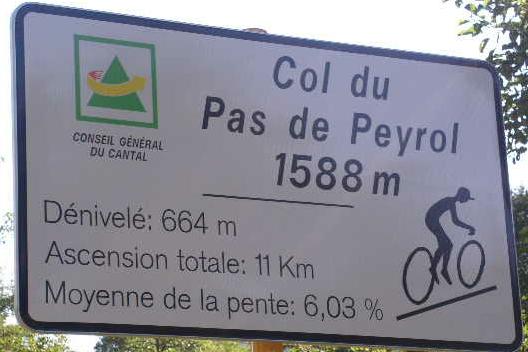 CONSEIL GÉNÉRAL
DU CANTAL
Col du
Pas de Peyrol
1588 m
Dénivelé: 664 m
Ascension totale: 11 Km
Moyenne de la pente: 6,03 %